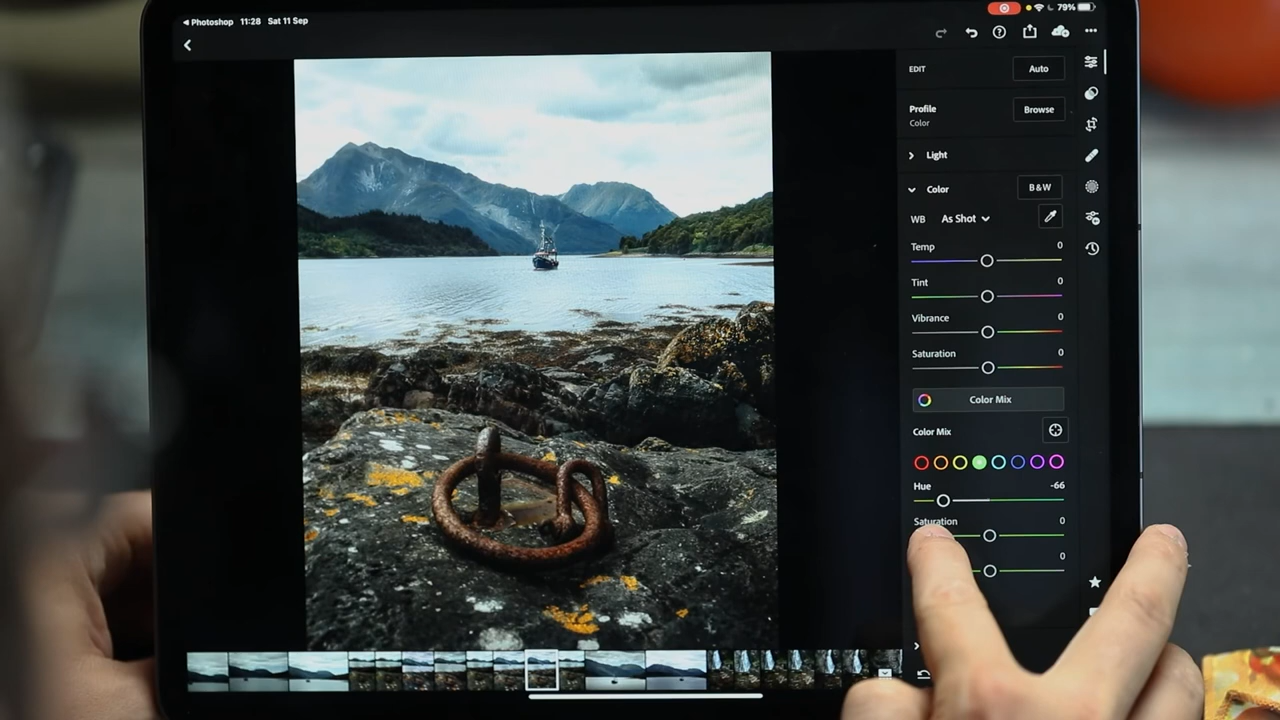 Photoshop 11:28 Sat 11 Sep
79%
EDIT
Auto
Profile
Color
Browse
Light
Color
B&W
WB As Shot
Temp 0
Tint 0
Vibrance 0
Saturation 0
Color Mix
Color Mix
Hue -66
Saturation 0
0